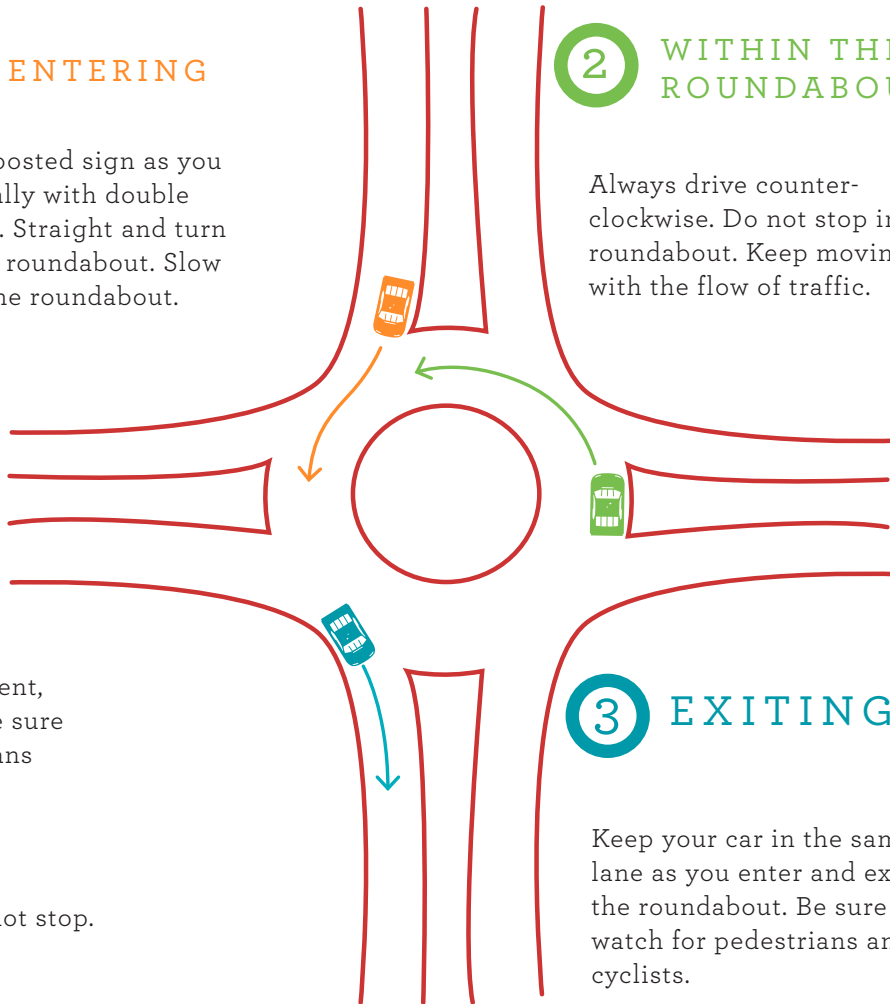 ENTERING
posted sign as you
ally with double
. Straight and turn
roundabout. Slow
he roundabout.
2
WITHIN THE
ROUNDABOU
Always drive counter-
clockwise. Do not stop in
roundabout. Keep movin
with the flow of traffic.
ent,
e sure
ns
ot stop.
3
EXITING
Keep your car in the sam
lane as you enter and ex
the roundabout. Be sure
watch for pedestrians an
cyclists.